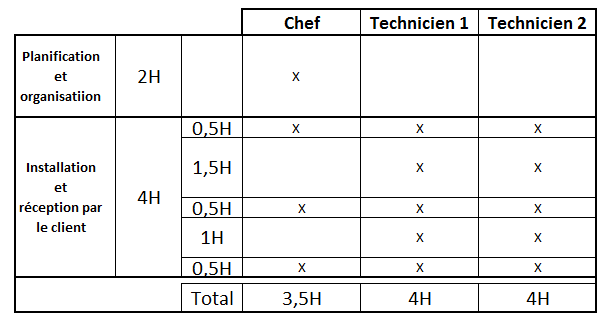 Chef Technicien 1 Technicien 2
Planification
et
organisatiion
2H
x
0,5H x x x
Installation
et
réception par
le client
4H
1,5H x x
0,5H x x x
1H x x
0,5H x x x
Total 3,5H 4H 4H